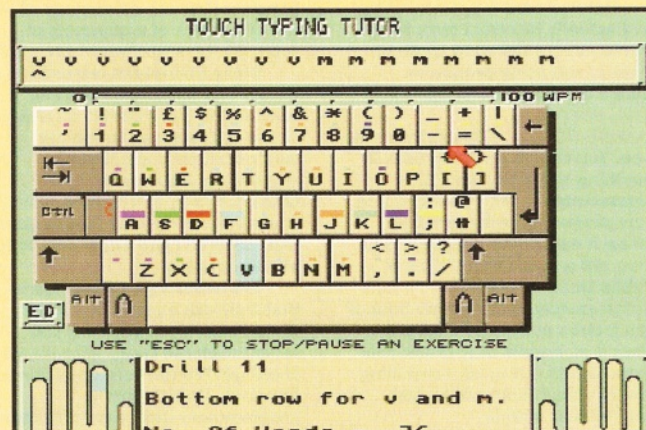 TOUCH TYPING TUTOR
v v v v v v v v v m m m m m m m m
^
0 100 WPM
~ ! " £ $ % ^ & * ( ) _ + |
; 1 2 3 4 5 6 7 8 9 0 - = \ ←
Q W E R T Y U I O P { [ } ]
Ctrl A S D F G H J K L : ; @ #
Z X C V B N M < , > . ? /
ED Alt A A Alt
USE "ESC" TO STOP/PAUSE AN EXERCISE
Drill 11
Bottom row for v and m.